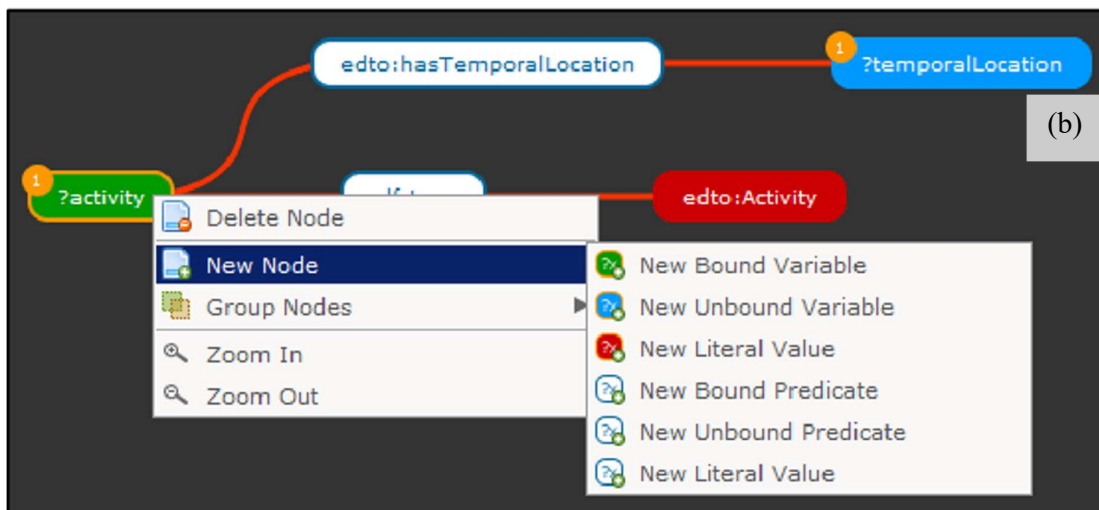 edto:hasTemporalLocation
1
?temporalLocation
(b)
1
?activity
edto:Activity
Delete Node
New Node
Group Nodes
Zoom In
Zoom Out
New Bound Variable
New Unbound Variable
New Literal Value
New Bound Predicate
New Unbound Predicate
New Literal Value